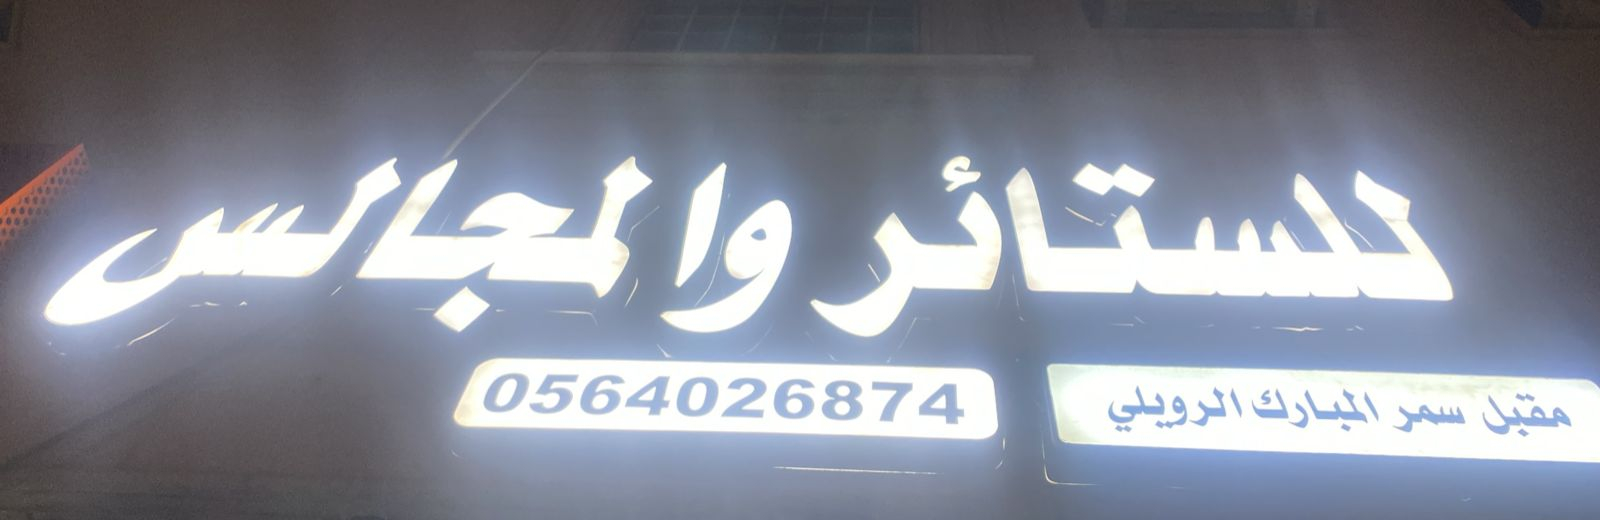 للستائر والمجالس
مقبل سمر المبارك الرويلي
0564026874